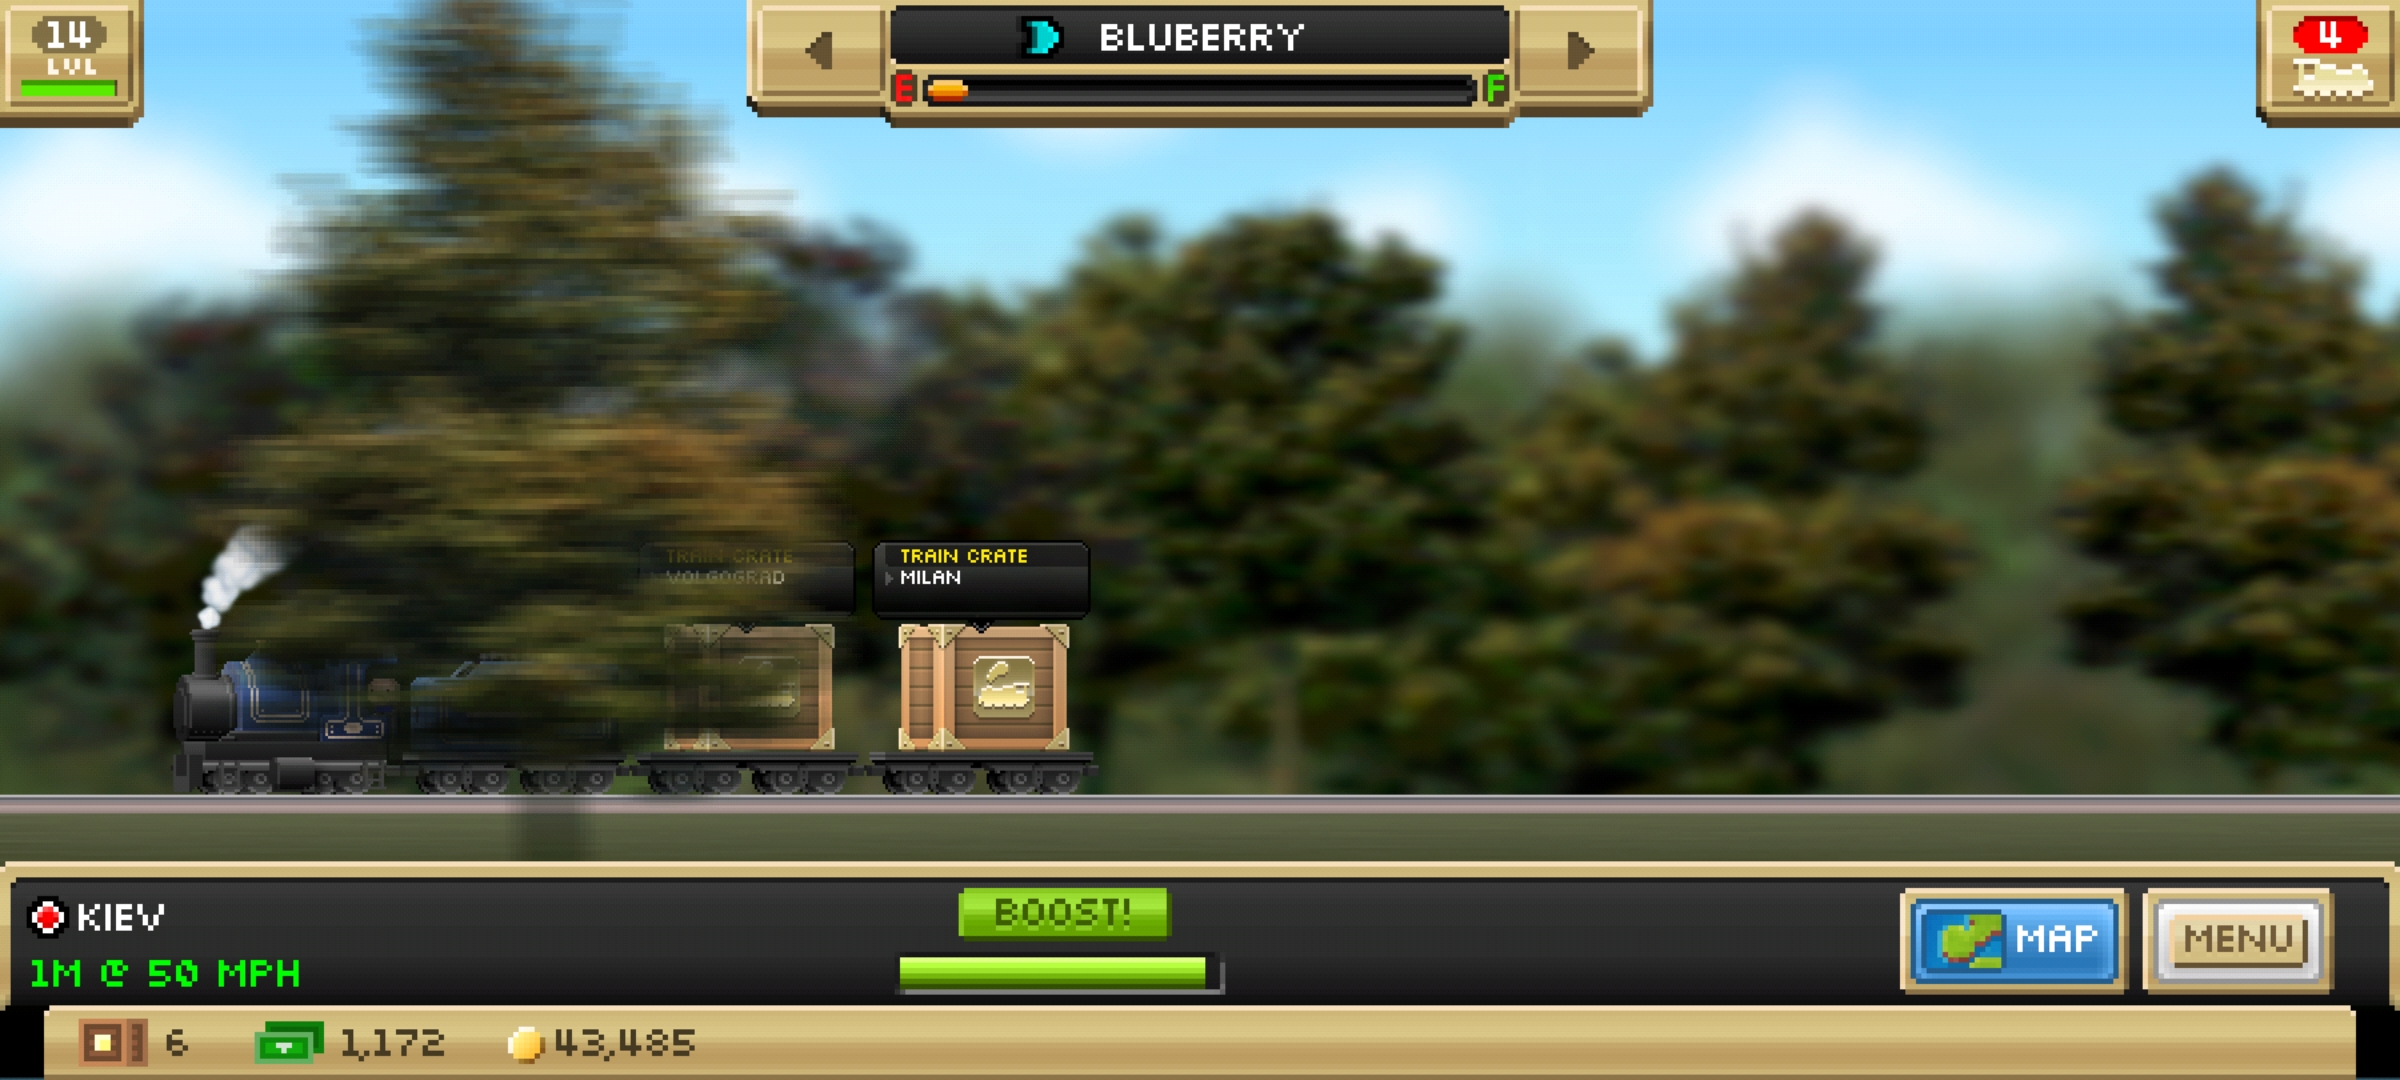 14
LVL
BLUBERRY
E
F
4
TRAIN CRATE
VOLGOGRAD
TRAIN CRATE
MILAN
KIEV
1M @ 50 MPH
BOOST!
MAP
MENU
6
1,172
43,485